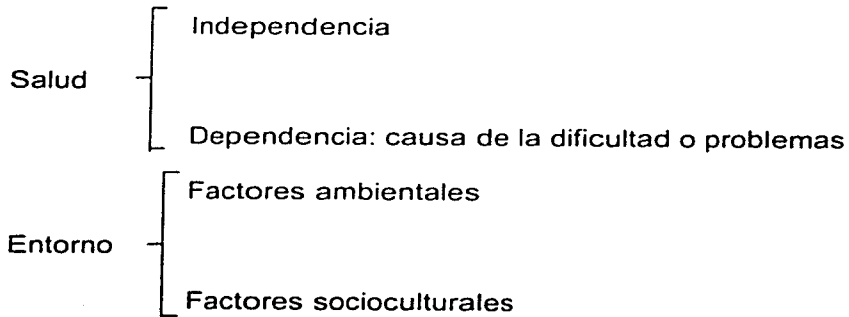 Independencia
Salud
Dependencia: causa de la dificultad o problemas
Factores ambientales
Entorno
Factores socioculturales